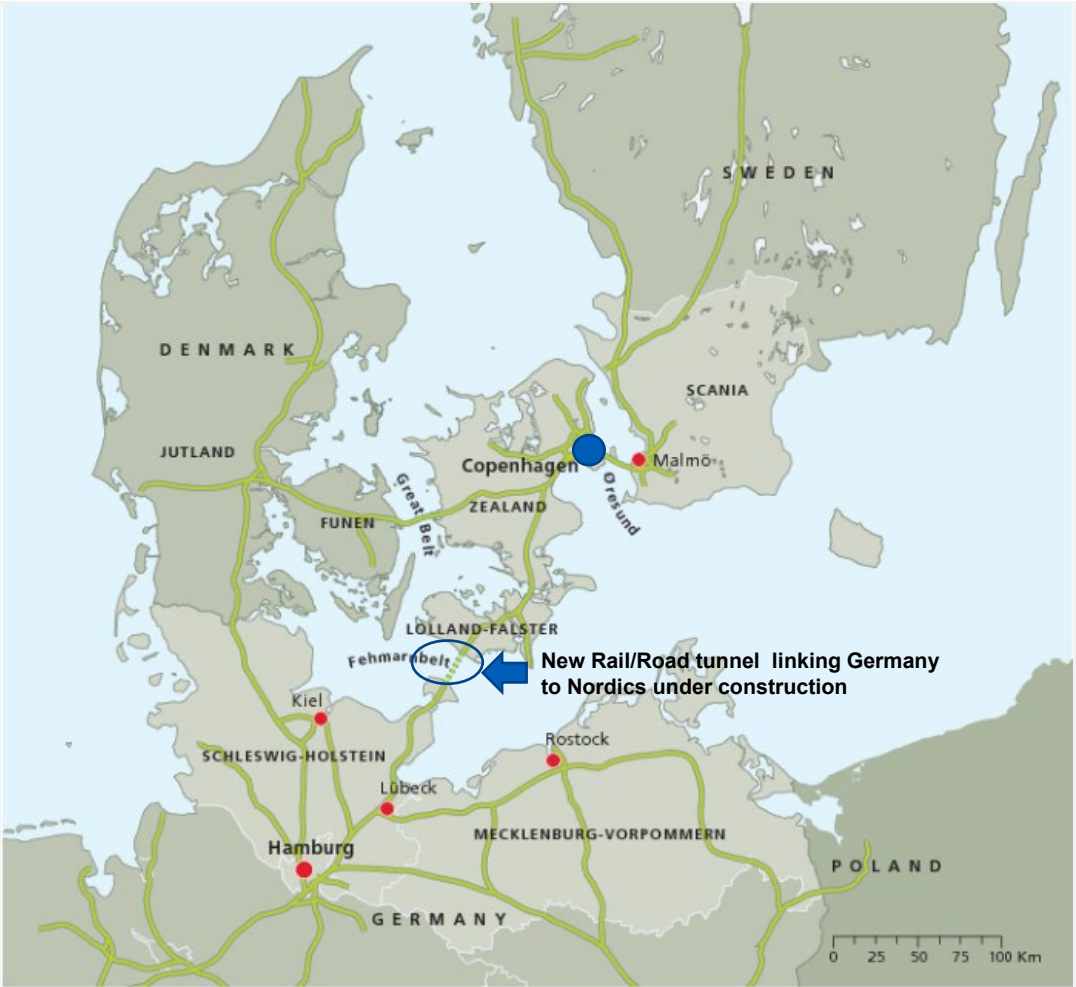 SWEDEN
DENMARK
SCANIA
JUTLAND
Copenhagen
Malmö
Great Belt
Øresund
ZEALAND
FUNEN
LOLLAND-FALSTER
Fehmarnbelt
New Rail/Road tunnel linking Germany
to Nordics under construction
Kiel
Rostock
SCHLESWIG-HOLSTEIN
Lübeck
MECKLENBURG-VORPOMMERN
Hamburg
POLAND
GERMANY
0 25 50 75 100 Km